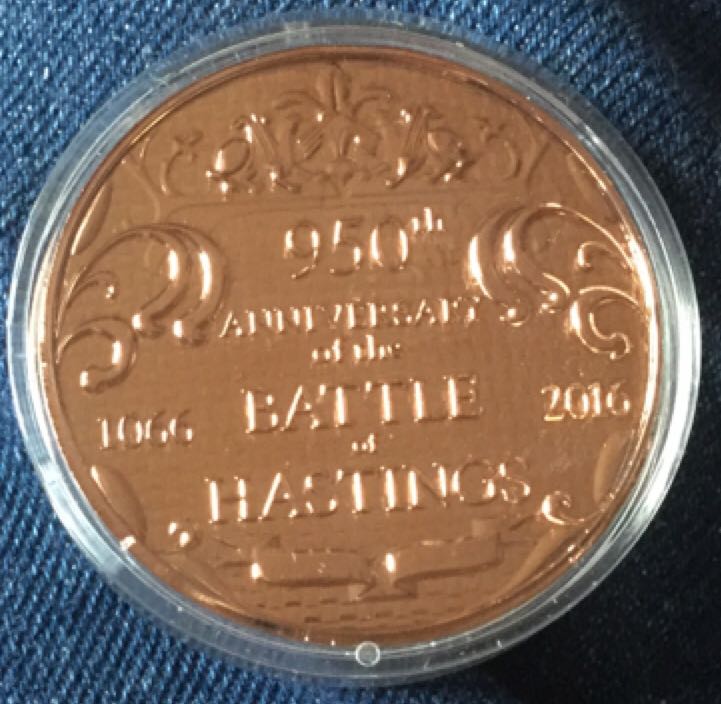 950th
ANNIVERSARY
of the
BATTLE
1066 of 2016
HASTINGS